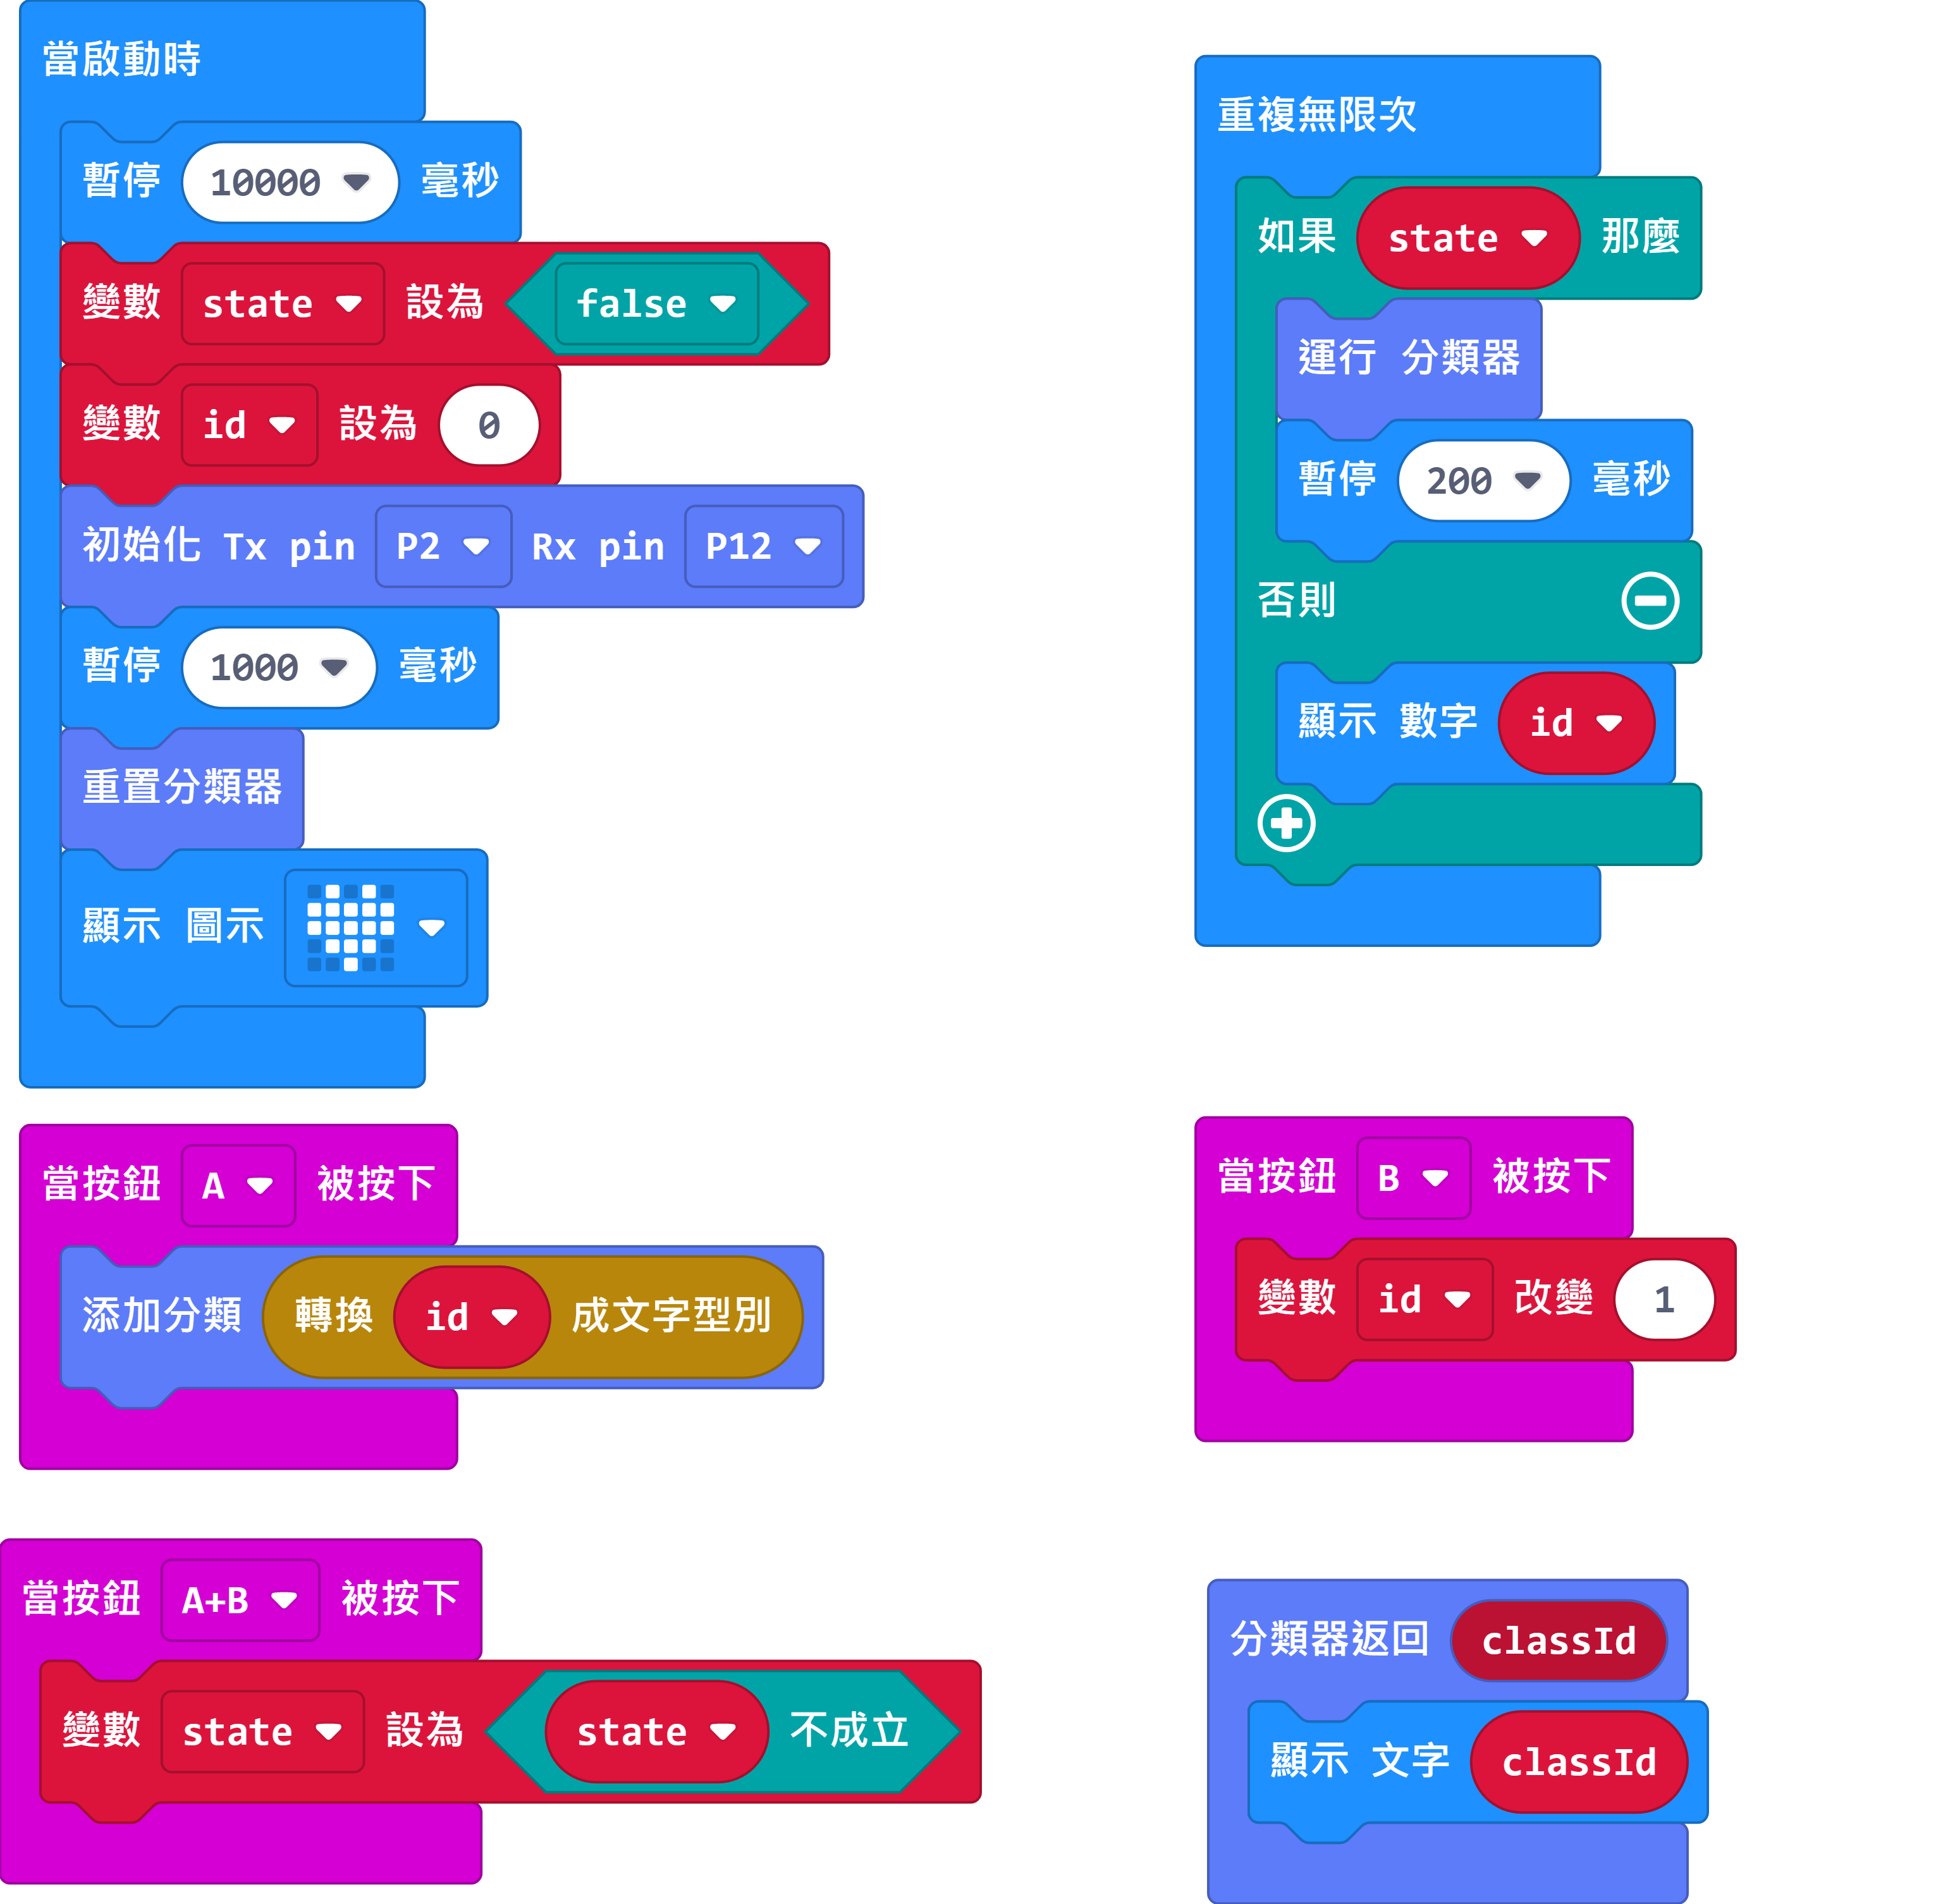 當啟動時
暫停 10000 毫秒
變數 state 設為 false
變數 id 設為 0
初始化 Tx pin P2 Rx pin P12
暫停 1000 毫秒
重置分類器
顯示 圖示
重複無限次
如果 state 那麼
運行 分類器
暫停 200 毫秒
否則
顯示 數字 id
當按鈕 A 被按下
添加分類 轉換 id 成文字型別
當按鈕 B 被按下
變數 id 改變 1
當按鈕 A+B 被按下
變數 state 設為 state 不成立
分類器返回 classId
顯示 文字 classId